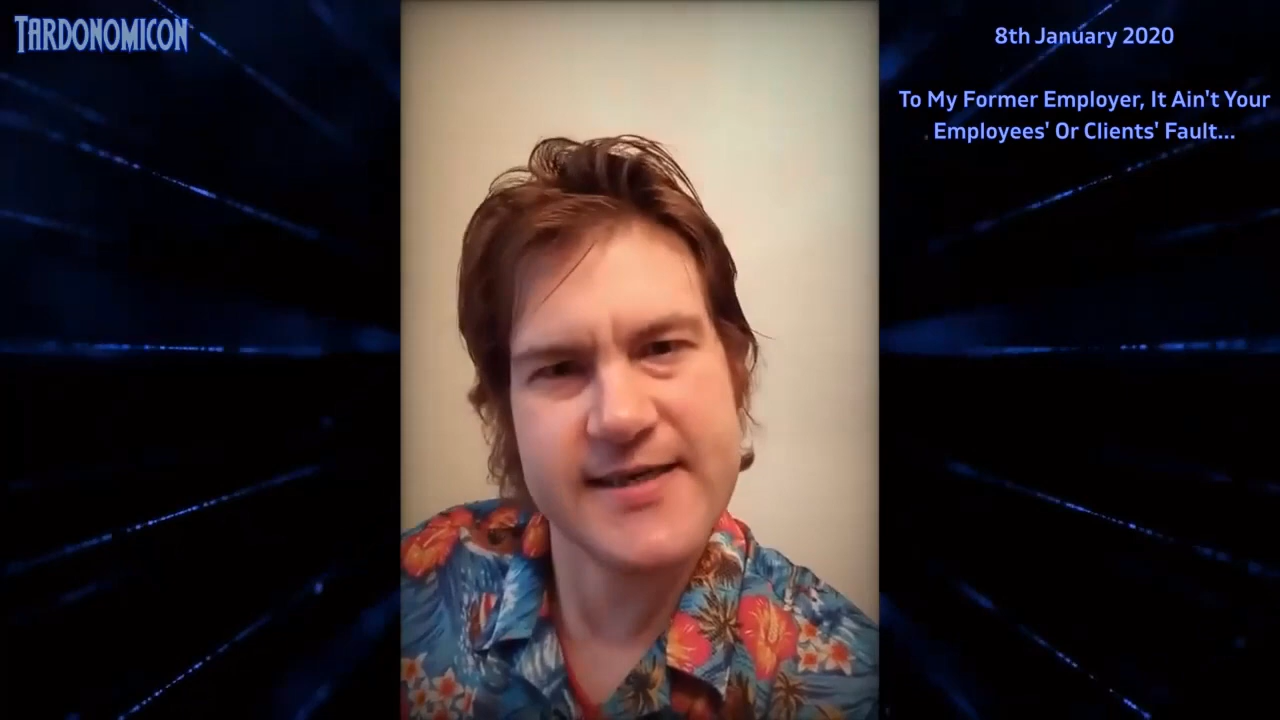 TARDONOMICON
8th January 2020
To My Former Employer, It Ain't Your
Employees' Or Clients' Fault...